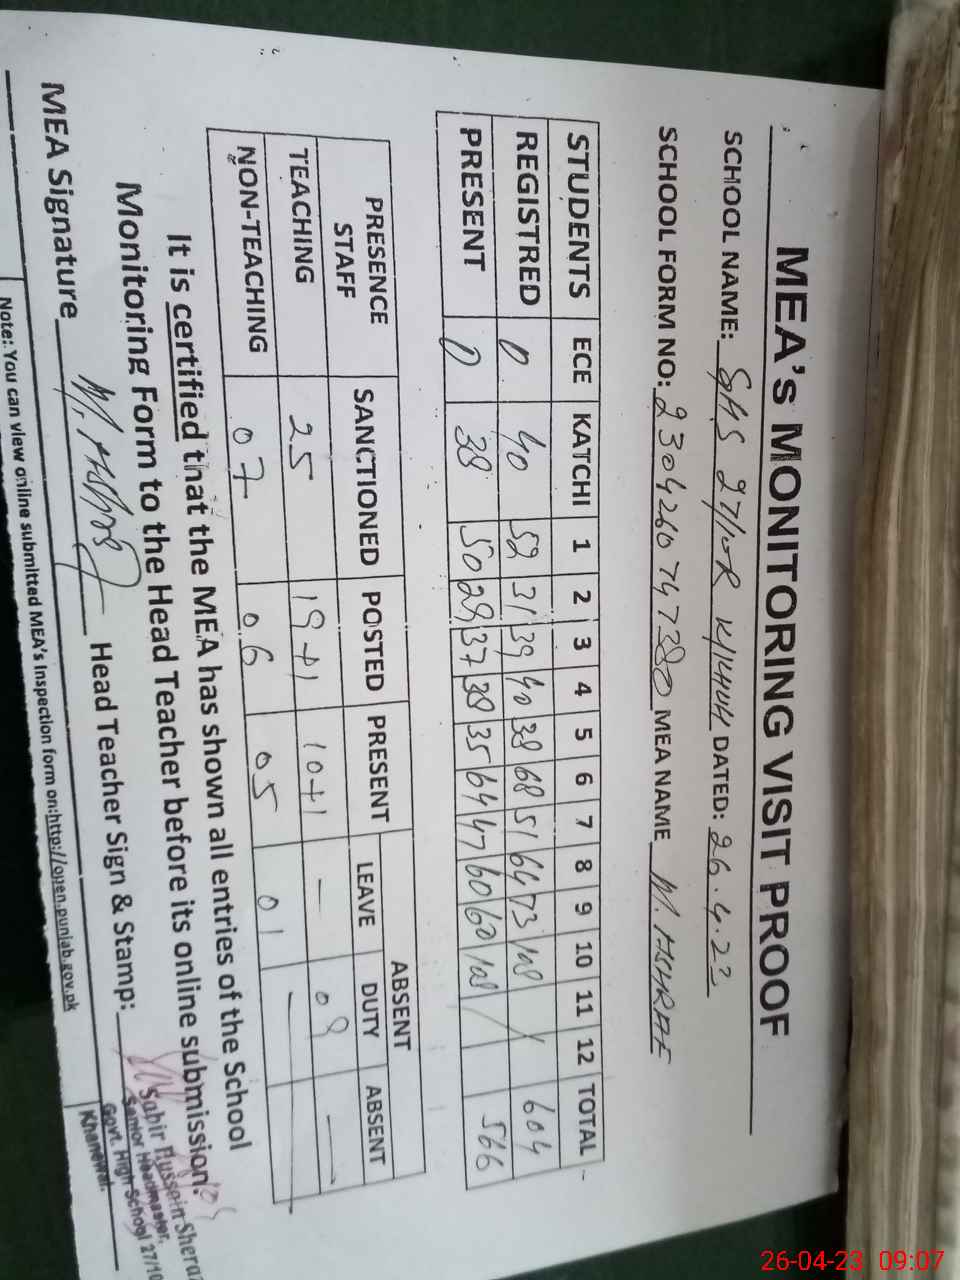 MEA's MONITORING VISIT PROOF
SCHOOL NAME: GHS 27/10R K/WHU DATED: 26.4.23
SCHOOL FORM NO: 2304260747380 MEA NAME M. ASHRAF
STUDENTS ECE KATCHI 1 2 3 4 5 6 7 8 9 10 11 12 TOTAL
REGISTRED 0 40 52 31 39 40 38 68 51 64 73 108 604
PRESENT 0 38 50 29 37 38 35 64 47 60 60 108 566
PRESENCE STAFF SANCTIONED POSTED PRESENT ABSENT
LEAVE DUTY ABSENT
TEACHING 25 19+1 10+1 — 09 —
NON-TEACHING 07 06 05 01 — —
It is certified that the MEA has shown all entries of the School
Monitoring Form to the Head Teacher before its online submission.
MEA Signature M. Ashraf Head Teacher Sign & Stamp:
Sabir Hussain Sheraz
Senior Headmaster,
Govt. High School 27/10
Khanewal.
Note: You can view online submitted MEA's Inspection form on:http://open.punjab.gov.pk
26-04-23 09:07